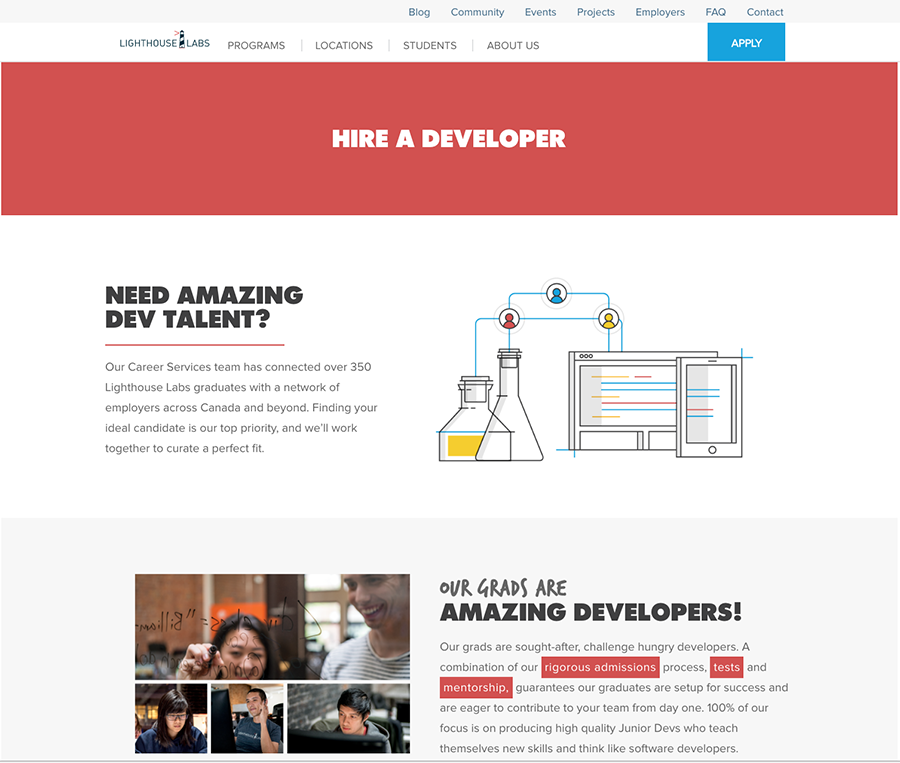 Blog Community Events Projects Employers FAQ Contact
LIGHTHOUSE LABS PROGRAMS LOCATIONS STUDENTS ABOUT US APPLY
HIRE A DEVELOPER
NEED AMAZING
DEV TALENT?
Our Career Services team has connected over 350
Lighthouse Labs graduates with a network of
employers across Canada and beyond. Finding your
ideal candidate is our top priority, and we'll work
together to curate a perfect fit.
OUR GRADS ARE
AMAZING DEVELOPERS!
Our grads are sought-after, challenge hungry developers. A
combination of our rigorous admissions process, tests and
mentorship, guarantees our graduates are setup for success and
are eager to contribute to your team from day one. 100% of our
focus is on producing high quality Junior Devs who teach
themselves new skills and think like software developers.